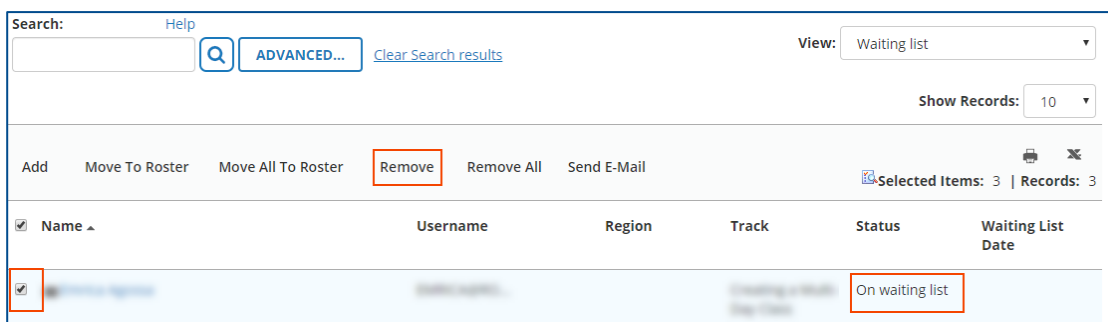 Search: Help
ADVANCED... Clear Search results
View: Waiting list
Show Records: 10
Add Move To Roster Move All To Roster Remove Remove All Send E-Mail
Selected Items: 3 | Records: 3
Name Username Region Track Status Waiting List
Date
On waiting list